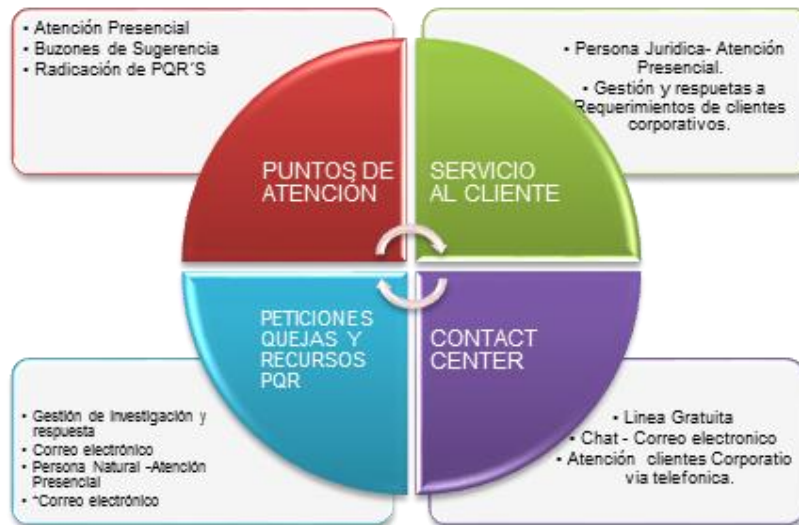 • Atención Presencial
• Buzones de Sugerencia
• Radicación de PQR´S
• Persona Juridica- Atención
Presencial.
• Gestión y respuetas a
Requerimientos de clientes
corporativos.
PUNTOS DE
ATENCIÓN
SERVICIO
AL CLIENTE
PETICIONES
QUEJAS Y
RECURSOS
PQR
CONTACT
CENTER
• Gestión de investigación y
respuesta
• Correo electrónico
• Persona Natural -Atención
Presencial
• *Correo electrónico
• Linea Gratuita
• Chat - Correo electronico
• Atención clientes Corporatio
via telefonica.